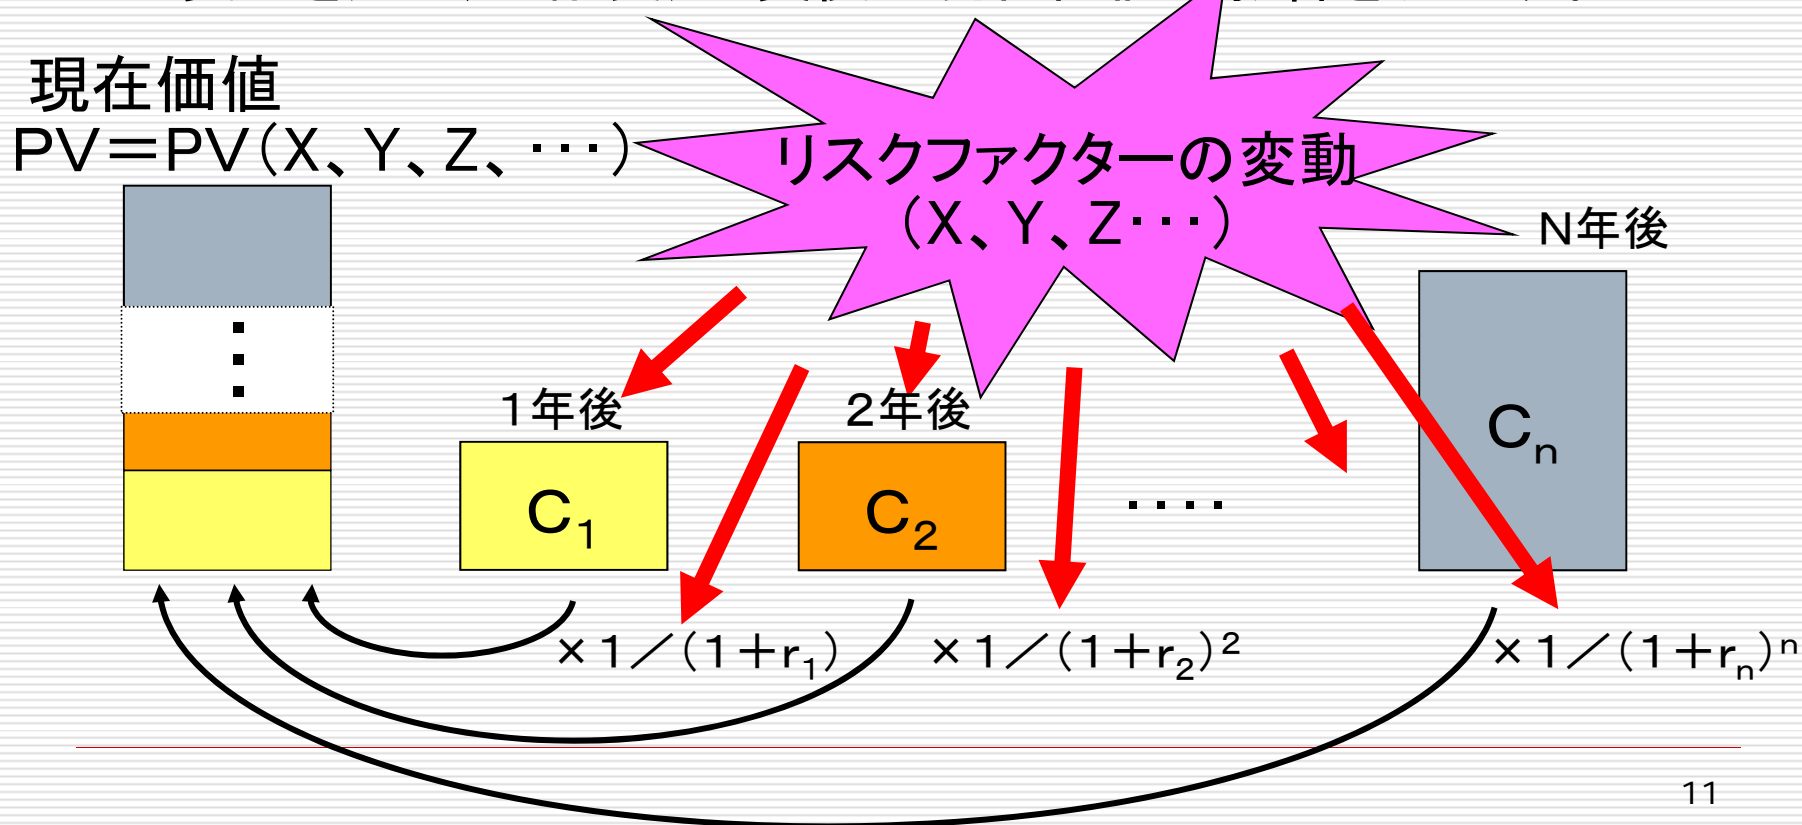 現在価値
PV＝PV（X、Y、Z、・・・）
リスクファクターの変動
（X、Y、Z・・・）
N年後
１年後
２年後
C1
C2
・・・・
Cn
×１／（１＋r1）
×１／（１＋r2）²
×１／（１＋rn）ⁿ
11